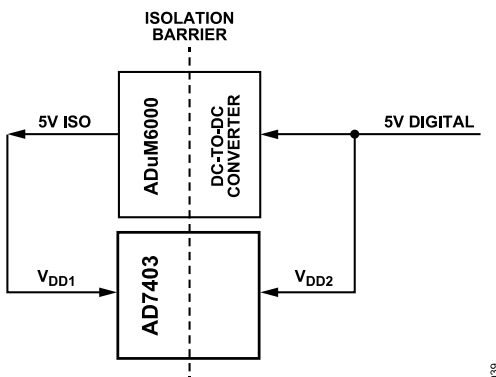 ISOLATION
BARRIER
5V ISO
ADuM6000
DC-TO-DC
CONVERTER
5V DIGITAL
VDD1
AD7403
VDD2